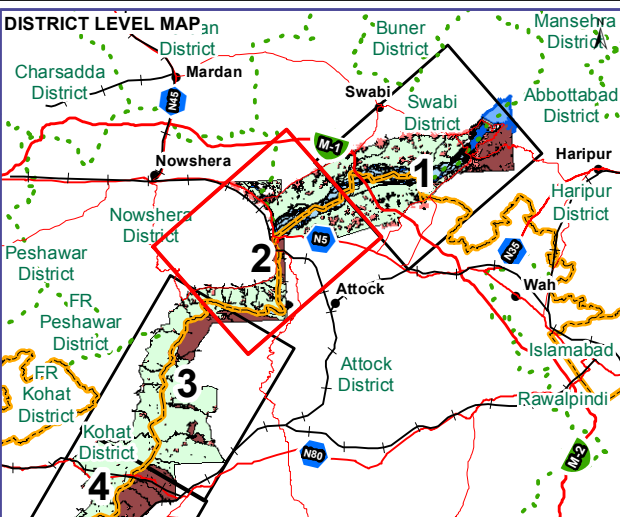 DISTRICT LEVEL MAP
an
District
Buner
District
Mansehra
District
Charsadda
District
Mardan
N45
Swabi
Swabi
District
Abbottabad
District
M-1
Nowshera
1
Haripur
Nowshera
District
Haripur
District
N5
N35
Peshawar
District
2
FR
Peshawar
District
Attock
Wah
FR
Kohat
District
3
Attock
District
Islamabad
Rawalpindi
Kohat
District
N80
M-2
4